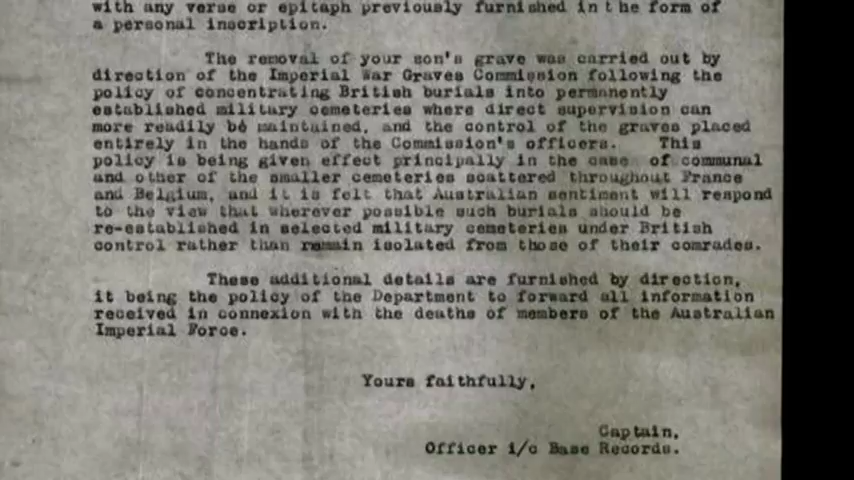 with any verse or epitaph previously furnished in the form of
a personal inscription.
The removal of your son's grave was carried out by
direction of the Imperial War Graves Commission following the
policy of concentrating British burials into permanently
established military cemeteries where direct supervision can
more readily be maintained, and the control of the graves placed
entirely in the hands of the Commission's officers. This
policy is being given effect principally in the case of communal
and other of the smaller cemeteries scattered throughout France
and Belgium, and it is felt that Australian sentiment will respond
to the view that wherever possible such burials should be
re-established in selected military cemeteries under British
control rather than remain isolated from those of their comrades.
These additional details are furnished by direction,
it being the policy of the Department to forward all information
received in connexion with the deaths of members of the Australian
Imperial Force.
Yours faithfully,
Captain,
Officer i/c Base Records.